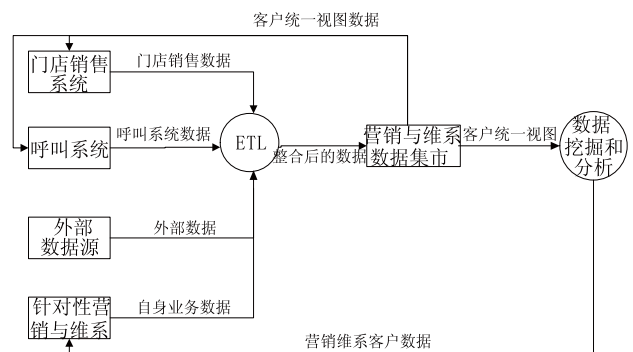 客户统一视图数据
门店销售
系统
门店销售数据
呼叫系统
呼叫系统数据
ETL
整合后的数据
营销与维系
数据集市
客户统一视图
数据
挖掘和
分析
外部
数据源
外部数据
针对性营
销与维系
自身业务数据
营销维系客户数据